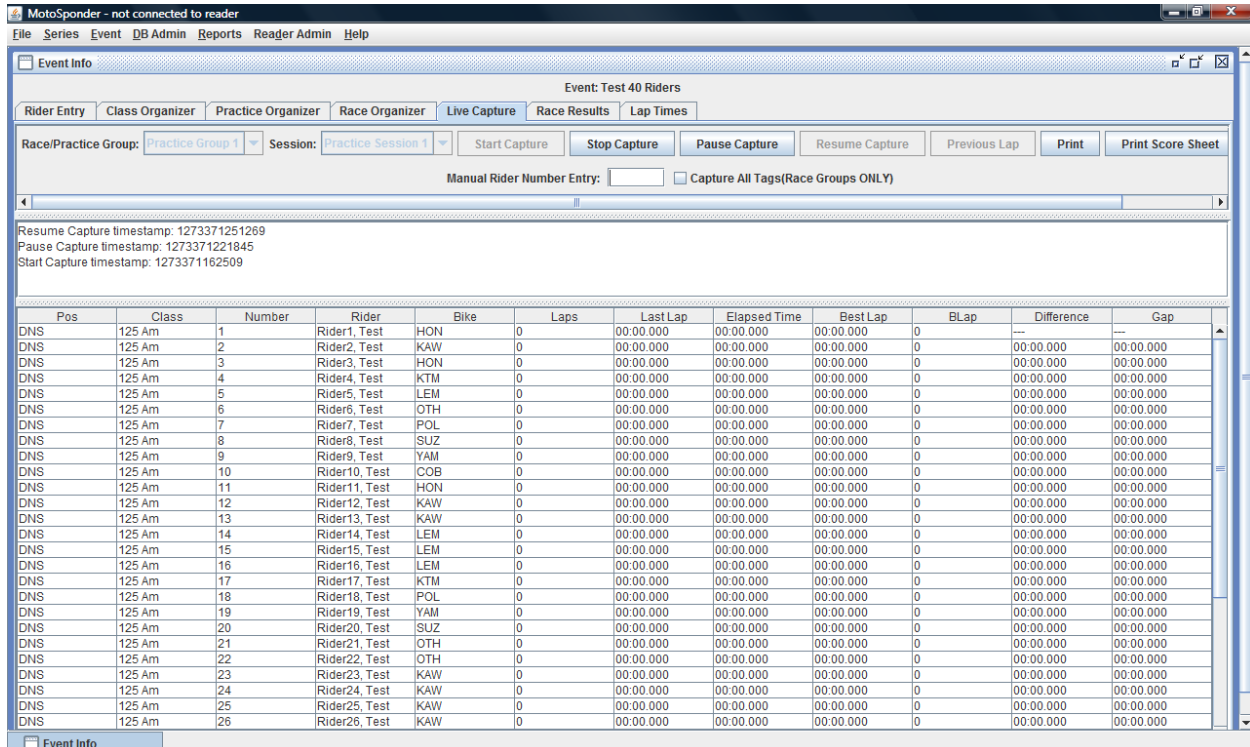 MotoSponder - not connected to reader
File Series Event DB Admin Reports Reader Admin Help
Event Info
Event: Test 40 Riders
Rider Entry Class Organizer Practice Organizer Race Organizer Live Capture Race Results Lap Times
Race/Practice Group: Practice Group 1 Session: Practice Session 1 Start Capture Stop Capture Pause Capture Resume Capture Previous Lap Print Print Score Sheet
Manual Rider Number Entry: Capture All Tags(Race Groups ONLY)
Resume Capture timestamp: 1273371251269
Pause Capture timestamp: 1273371221845
Start Capture timestamp: 1273371162509
Pos Class Number Rider Bike Laps Last Lap Elapsed Time Best Lap BLap Difference Gap
DNS 125 Am 1 Rider1, Test HON 0 00:00.000 00:00.000 00:00.000 0 --- ---
DNS 125 Am 2 Rider2, Test KAW 0 00:00.000 00:00.000 00:00.000 0 00:00.000 00:00.000
DNS 125 Am 3 Rider3, Test HON 0 00:00.000 00:00.000 00:00.000 0 00:00.000 00:00.000
DNS 125 Am 4 Rider4, Test KTM 0 00:00.000 00:00.000 00:00.000 0 00:00.000 00:00.000
DNS 125 Am 5 Rider5, Test LEM 0 00:00.000 00:00.000 00:00.000 0 00:00.000 00:00.000
DNS 125 Am 6 Rider6, Test OTH 0 00:00.000 00:00.000 00:00.000 0 00:00.000 00:00.000
DNS 125 Am 7 Rider7, Test POL 0 00:00.000 00:00.000 00:00.000 0 00:00.000 00:00.000
DNS 125 Am 8 Rider8, Test SUZ 0 00:00.000 00:00.000 00:00.000 0 00:00.000 00:00.000
DNS 125 Am 9 Rider9, Test YAM 0 00:00.000 00:00.000 00:00.000 0 00:00.000 00:00.000
DNS 125 Am 10 Rider10, Test COB 0 00:00.000 00:00.000 00:00.000 0 00:00.000 00:00.000
DNS 125 Am 11 Rider11, Test HON 0 00:00.000 00:00.000 00:00.000 0 00:00.000 00:00.000
DNS 125 Am 12 Rider12, Test KAW 0 00:00.000 00:00.000 00:00.000 0 00:00.000 00:00.000
DNS 125 Am 13 Rider13, Test KAW 0 00:00.000 00:00.000 00:00.000 0 00:00.000 00:00.000
DNS 125 Am 14 Rider14, Test LEM 0 00:00.000 00:00.000 00:00.000 0 00:00.000 00:00.000
DNS 125 Am 15 Rider15, Test LEM 0 00:00.000 00:00.000 00:00.000 0 00:00.000 00:00.000
DNS 125 Am 16 Rider16, Test LEM 0 00:00.000 00:00.000 00:00.000 0 00:00.000 00:00.000
DNS 125 Am 17 Rider17, Test KTM 0 00:00.000 00:00.000 00:00.000 0 00:00.000 00:00.000
DNS 125 Am 18 Rider18, Test POL 0 00:00.000 00:00.000 00:00.000 0 00:00.000 00:00.000
DNS 125 Am 19 Rider19, Test YAM 0 00:00.000 00:00.000 00:00.000 0 00:00.000 00:00.000
DNS 125 Am 20 Rider20, Test SUZ 0 00:00.000 00:00.000 00:00.000 0 00:00.000 00:00.000
DNS 125 Am 21 Rider21, Test OTH 0 00:00.000 00:00.000 00:00.000 0 00:00.000 00:00.000
DNS 125 Am 22 Rider22, Test OTH 0 00:00.000 00:00.000 00:00.000 0 00:00.000 00:00.000
DNS 125 Am 23 Rider23, Test KAW 0 00:00.000 00:00.000 00:00.000 0 00:00.000 00:00.000
DNS 125 Am 24 Rider24, Test KAW 0 00:00.000 00:00.000 00:00.000 0 00:00.000 00:00.000
DNS 125 Am 25 Rider25, Test KAW 0 00:00.000 00:00.000 00:00.000 0 00:00.000 00:00.000
DNS 125 Am 26 Rider26, Test KAW 0 00:00.000 00:00.000 00:00.000 0 00:00.000 00:00.000
Event Info